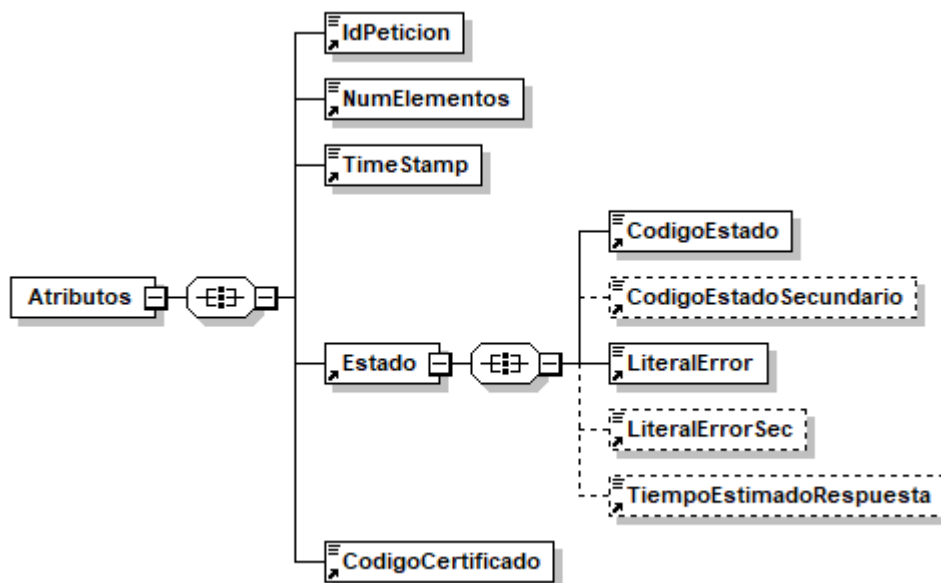 IdPeticion
NumElementos
TimeStamp
Atributos
Estado
CodigoEstado
CodigoEstadoSecundario
LiteralError
LiteralErrorSec
TiempoEstimadoRespuesta
CodigoCertificado